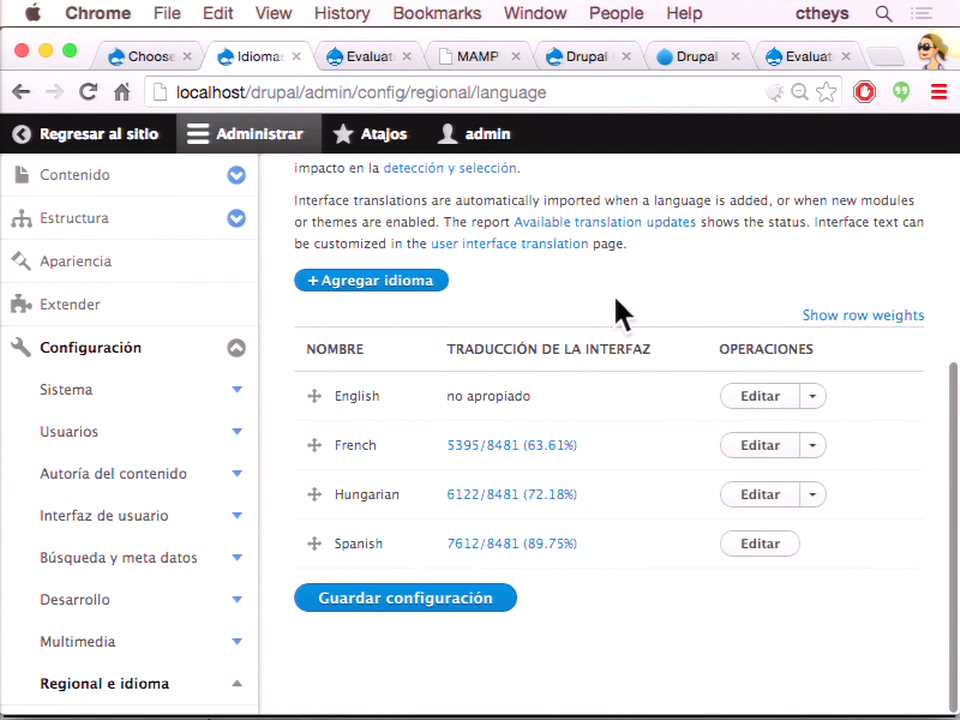 Chrome File Edit View History Bookmarks Window People Help ctheys
Choose Idiomas Evaluat MAMP Drupal Drupal Evaluat
localhost/drupal/admin/config/regional/language
Regresar al sitio Administrar Atajos admin
Contenido
Estructura
Apariencia
Extender
Configuración
Sistema
Usuarios
Autoría del contenido
Interfaz de usuario
Búsqueda y meta datos
Desarrollo
Multimedia
Regional e idioma
impacto en la detección y selección.
Interface translations are automatically imported when a language is added, or when new modules
or themes are enabled. The report Available translation updates shows the status. Interface text can
be customized in the user interface translation page.
+ Agregar idioma
Show row weights
NOMBRE TRADUCCIÓN DE LA INTERFAZ OPERACIONES
English no apropiado Editar
French 5395/8481 (63.61%) Editar
Hungarian 6122/8481 (72.18%) Editar
Spanish 7612/8481 (89.75%) Editar
Guardar configuración